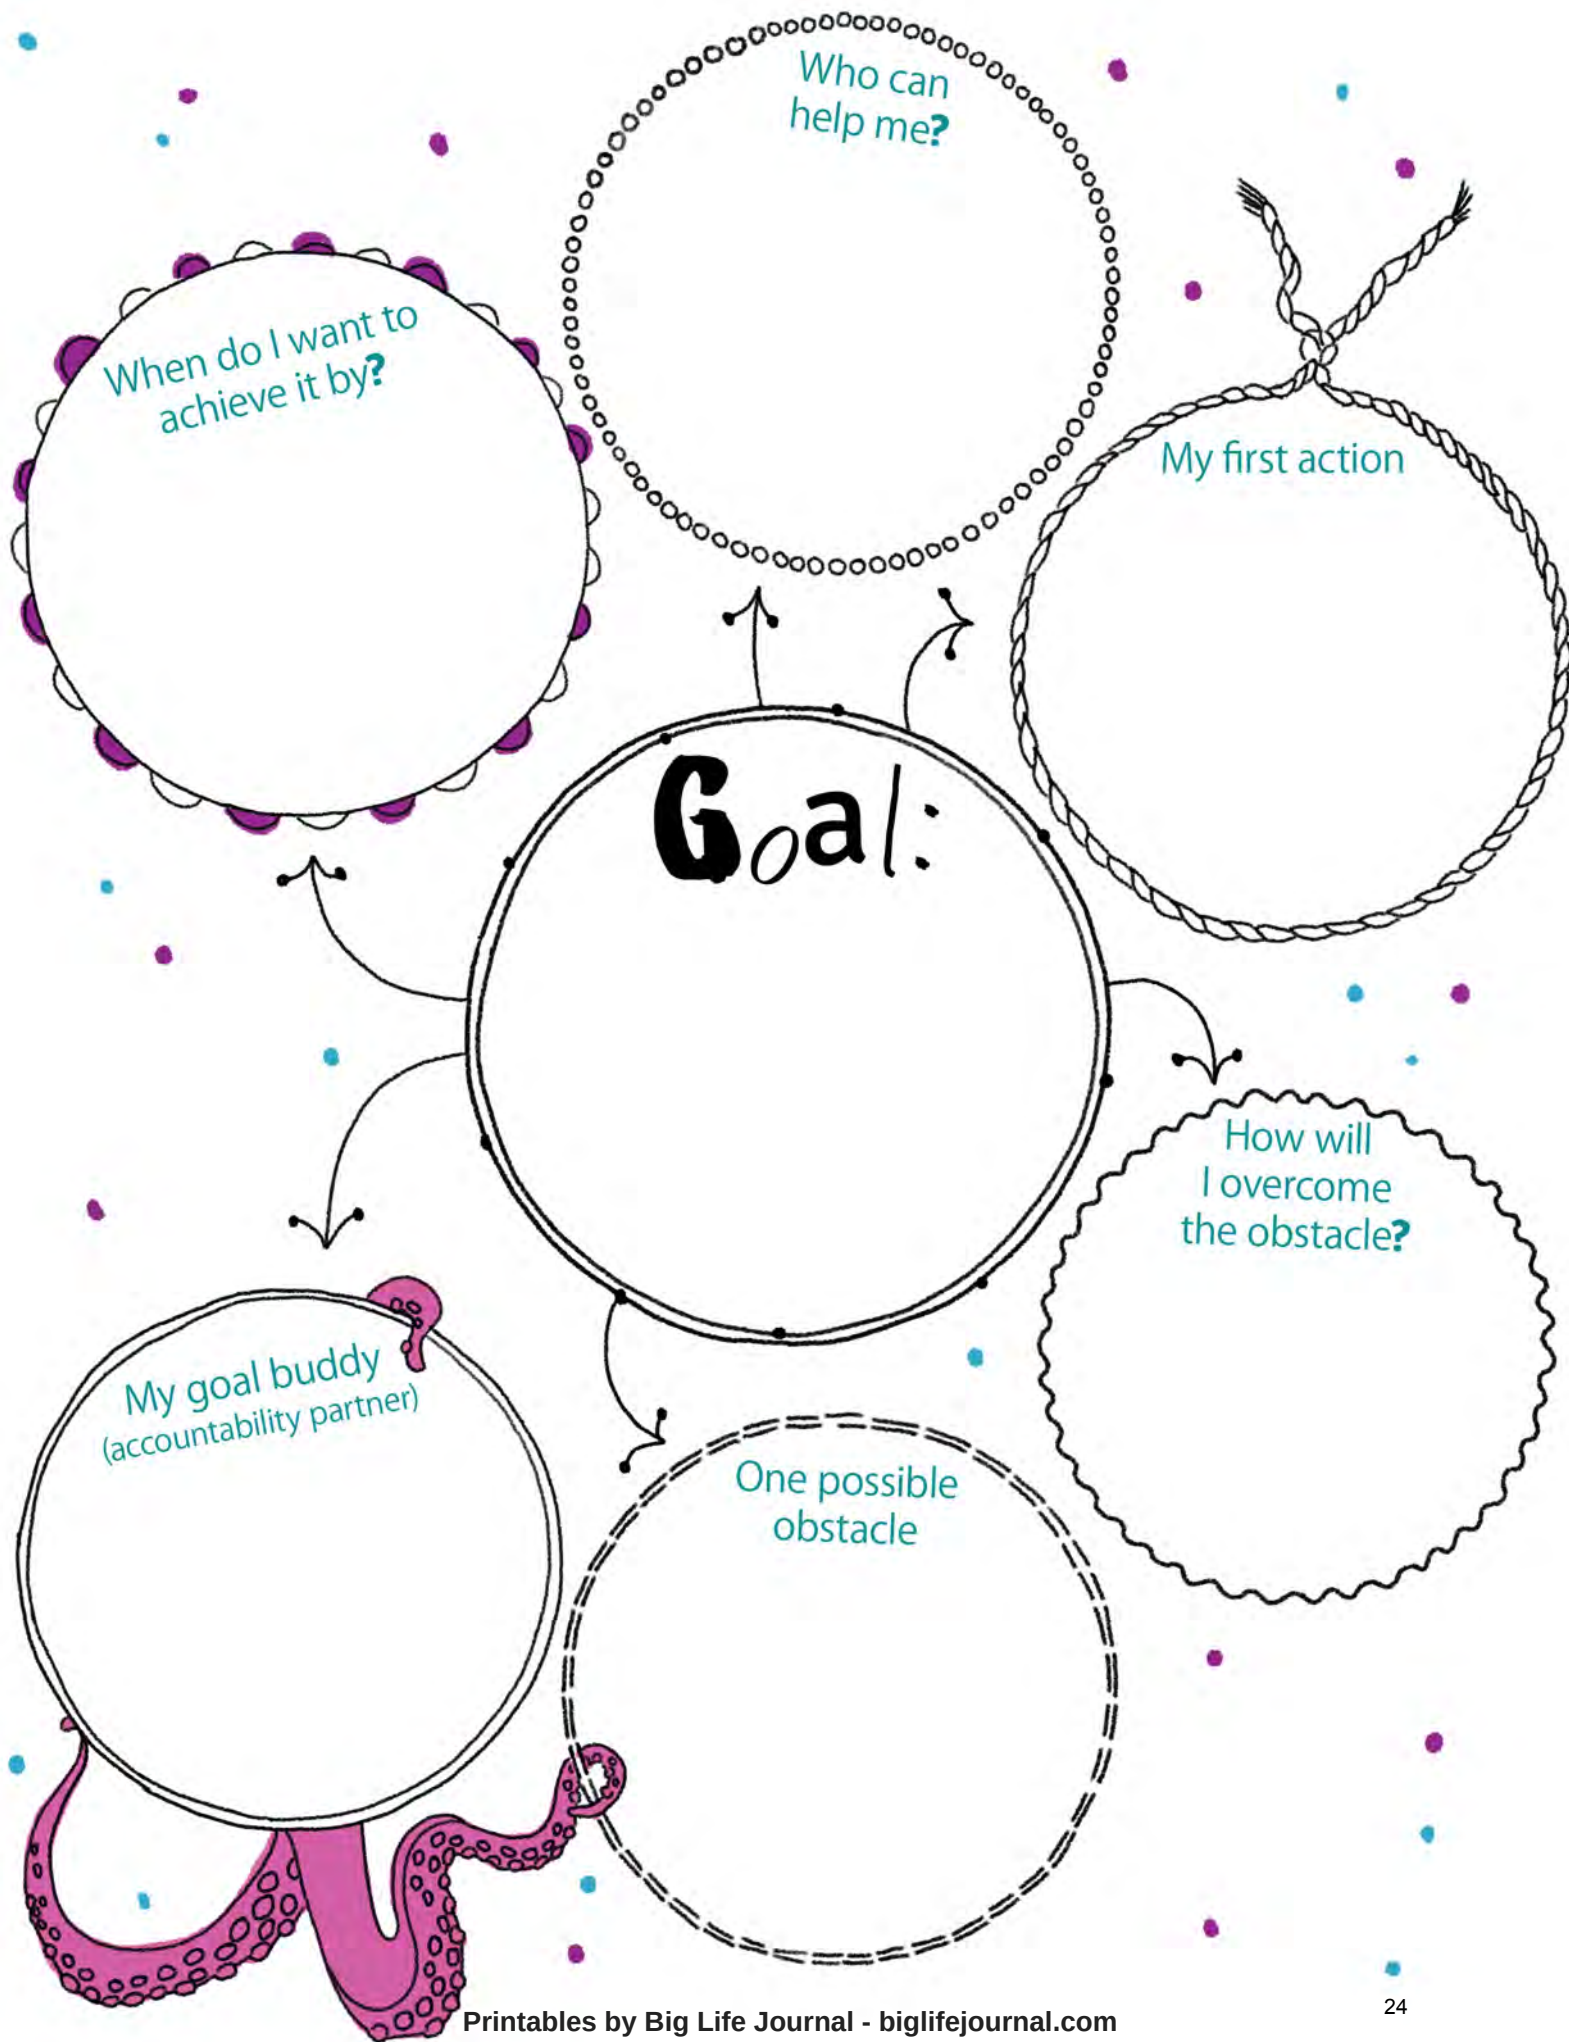 Who can
help me?
When do I want to
achieve it by?
My first action
Goal:
How will
I overcome
the obstacle?
My goal buddy
(accountability partner)
One possible
obstacle
Printables by Big Life Journal - biglifejournal.com
24